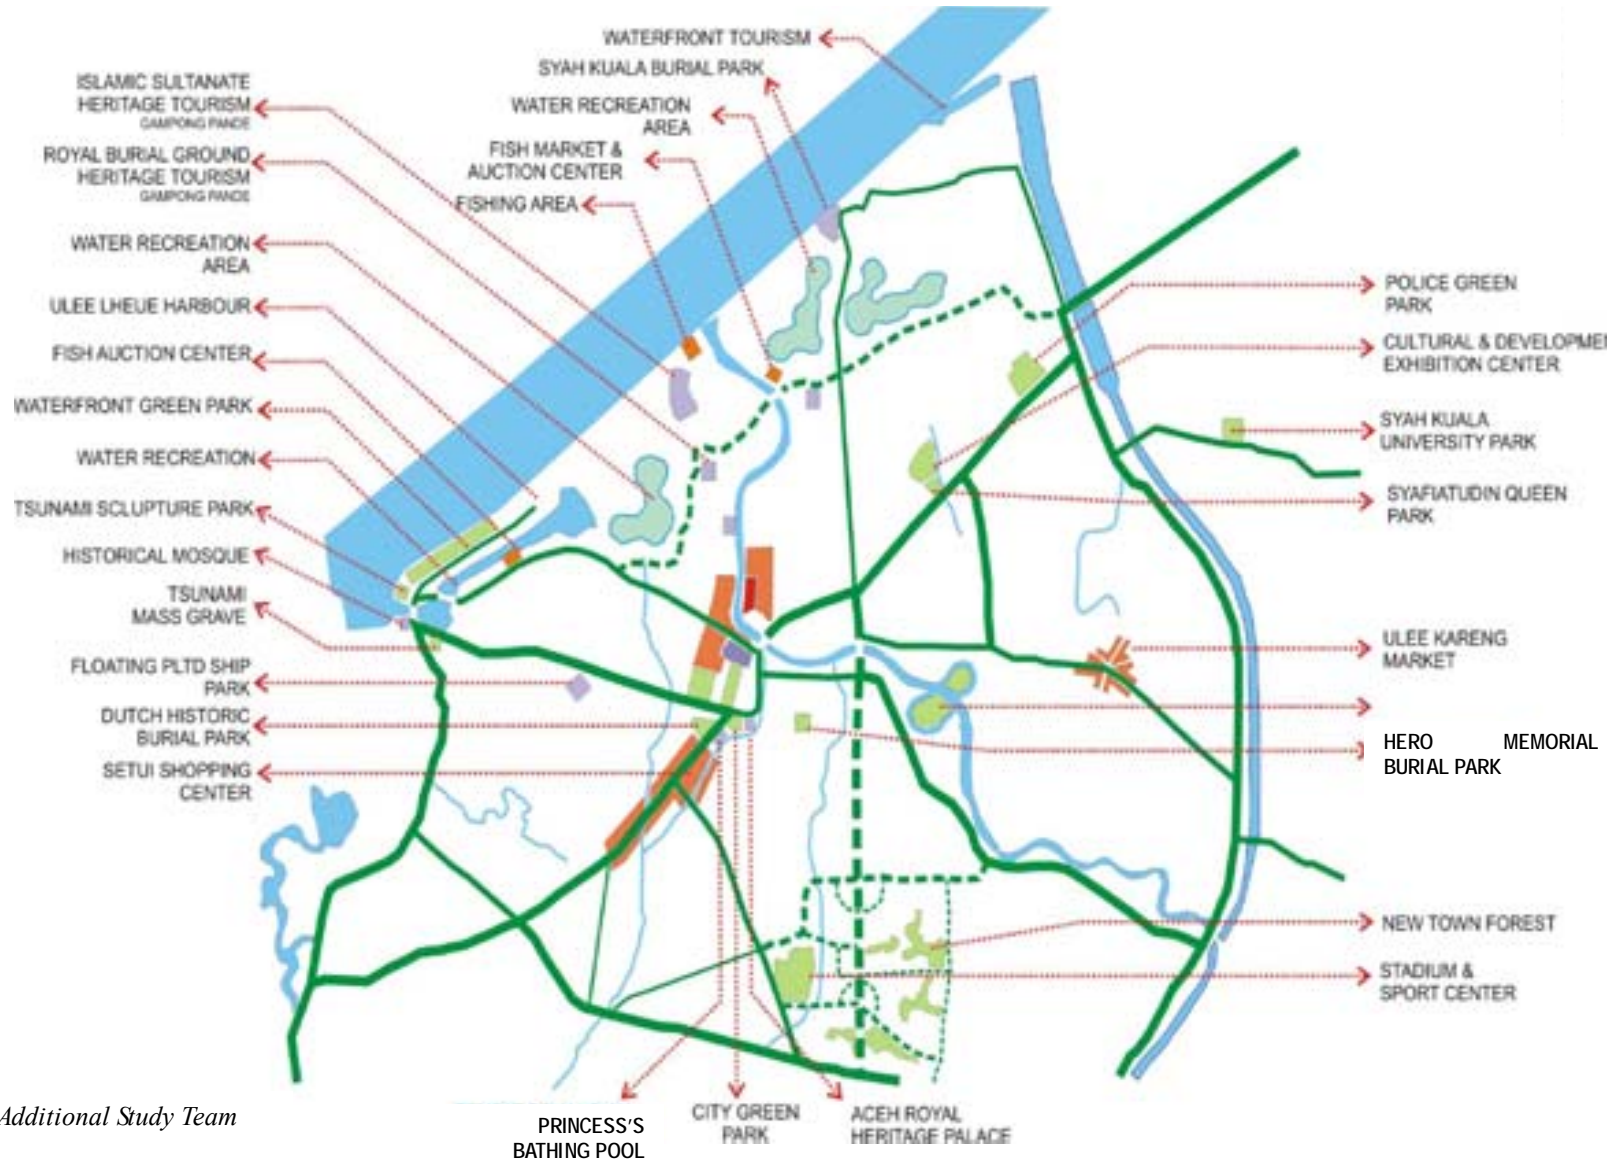 WATERFRONT TOURISM
SYAH KUALA BURIAL PARK
WATER RECREATION
AREA
FISH MARKET &
AUCTION CENTER
FISHING AREA
ISLAMIC SULTANATE
HERITAGE TOURISM
GAMPONG PANDE
ROYAL BURIAL GROUND
HERITAGE TOURISM
GAMPONG PANDE
WATER RECREATION
AREA
ULEE LHEUE HARBOUR
FISH AUCTION CENTER
WATERFRONT GREEN PARK
WATER RECREATION
TSUNAMI SCLUPTURE PARK
HISTORICAL MOSQUE
TSUNAMI
MASS GRAVE
FLOATING PLTD SHIP
PARK
DUTCH HISTORIC
BURIAL PARK
SETUI SHOPPING
CENTER
POLICE GREEN
PARK
CULTURAL & DEVELOPME
EXHIBITION CENTER
SYAH KUALA
UNIVERSITY PARK
SYAFIATUDIN QUEEN
PARK
ULEE KARENG
MARKET
HERO MEMORIAL
BURIAL PARK
NEW TOWN FOREST
STADIUM &
SPORT CENTER
PRINCESS'S
BATHING POOL
CITY GREEN
PARK
ACEH ROYAL
HERITAGE PALACE
Additional Study Team